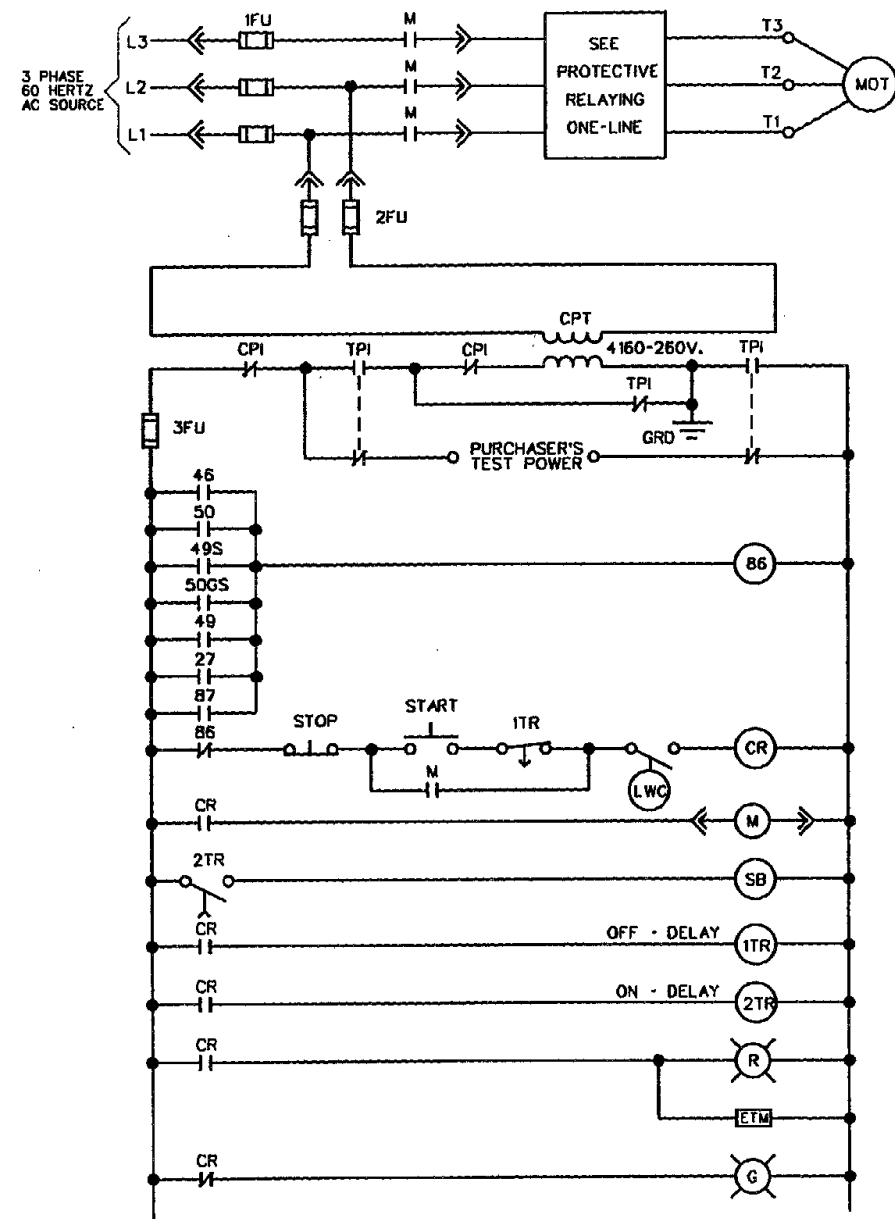 1FU
M
L3
T3
3 PHASE
60 HERTZ
AC SOURCE
M
L2
SEE
PROTECTIVE
RELAYING
ONE-LINE
T2
MOT
M
L1
T1
2FU
CPT
4160-260V.
CPI
TPI
CPI
TPI
TPI
3FU
GRD
PURCHASER'S
TEST POWER
46
50
49S
86
50GS
49
27
87
86
STOP
START
1TR
CR
M
LWC
CR
M
2TR
SB
CR
OFF - DELAY
1TR
CR
ON - DELAY
2TR
CR
R
ETM
CR
G